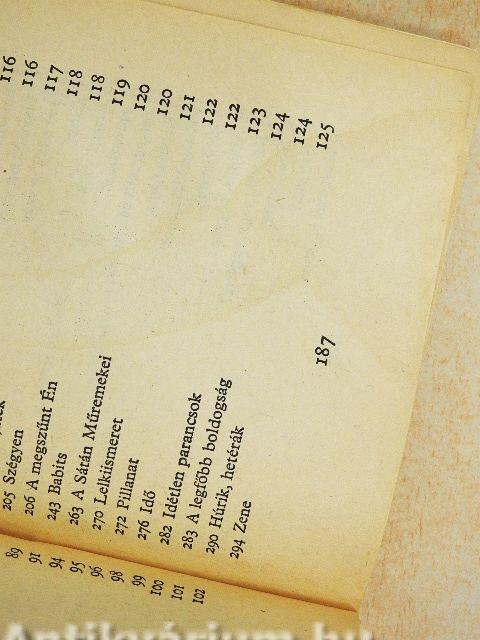 89
91
94
95
96
98
99
100
101
102
116
116
117
118
205 Szégyen 118
206 A megszűnt Én 119
243 Babits 120
263 A Sátán Műremekei 120
270 Lelkiismeret 121
272 Pillanat 122
276 Idő 122
282 Idétlen parancsok 123
283 A legfőbb boldogság 124
290 Húrik, hetérák 124
294 Zene 125
187
Antikvárium.hu